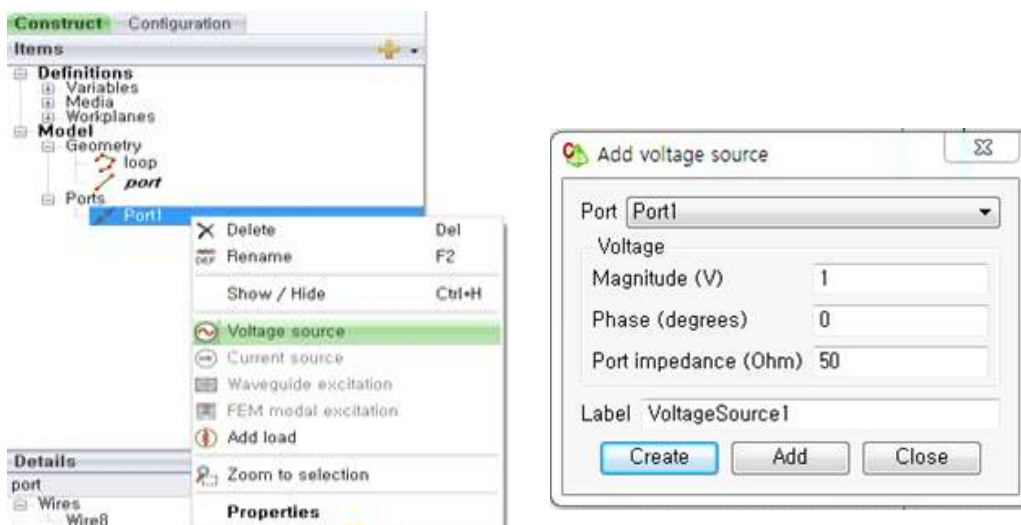 Construct Configuration
Items
Definitions
Variables
Media
Workplanes
Model
Geometry
loop
port
Ports
Port1
Delete Del
DEF Rename F2
Show / Hide Ctrl+H
Voltage source
Current source
Waveguide excitation
FEM modal excitation
Add load
Zoom to selection
Properties
Details
port
Wires
Wire8
Add voltage source
Port Port1
Voltage
Magnitude (V) 1
Phase (degrees) 0
Port impedance (Ohm) 50
Label VoltageSource1
Create Add Close